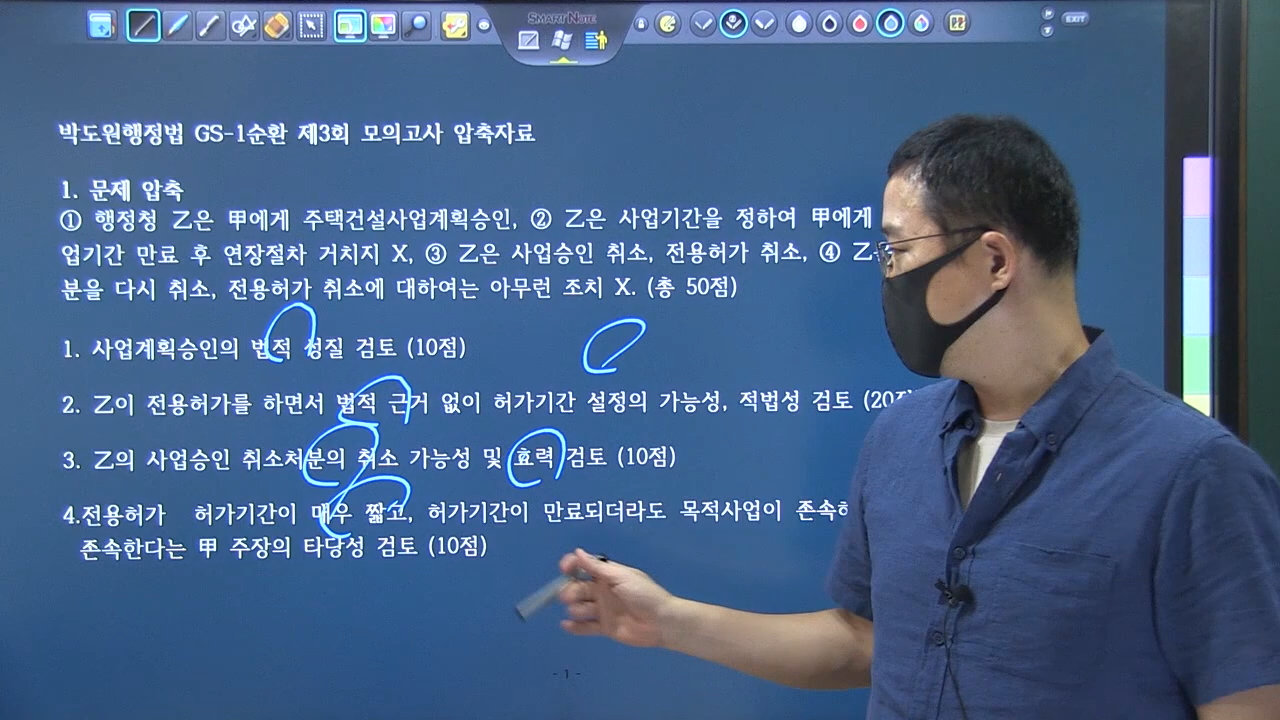 SMART NOTE
EXIT
박도원행정법 GS-1순환 제3회 모의고사 압축자료
1. 문제 압축
① 행정청 乙은 甲에게 주택건설사업계획승인, ② 乙은 사업기간을 정하여 甲에게
업기간 만료 후 연장절차 거치지 X, ③ 乙은 사업승인 취소, 전용허가 취소, ④ 乙
분을 다시 취소, 전용허가 취소에 대하여는 아무런 조치 X. (총 50점)
1. 사업계획승인의 법적 성질 검토 (10점)
2. 乙이 전용허가를 하면서 법적 근거 없이 허가기간 설정의 가능성, 적법성 검토 (20점
3. 乙의 사업승인 취소처분의 취소 가능성 및 효력 검토 (10점)
4.전용허가 허가기간이 매우 짧고, 허가기간이 만료되더라도 목적사업이 존속하
존속한다는 甲 주장의 타당성 검토 (10점)
- 1 -